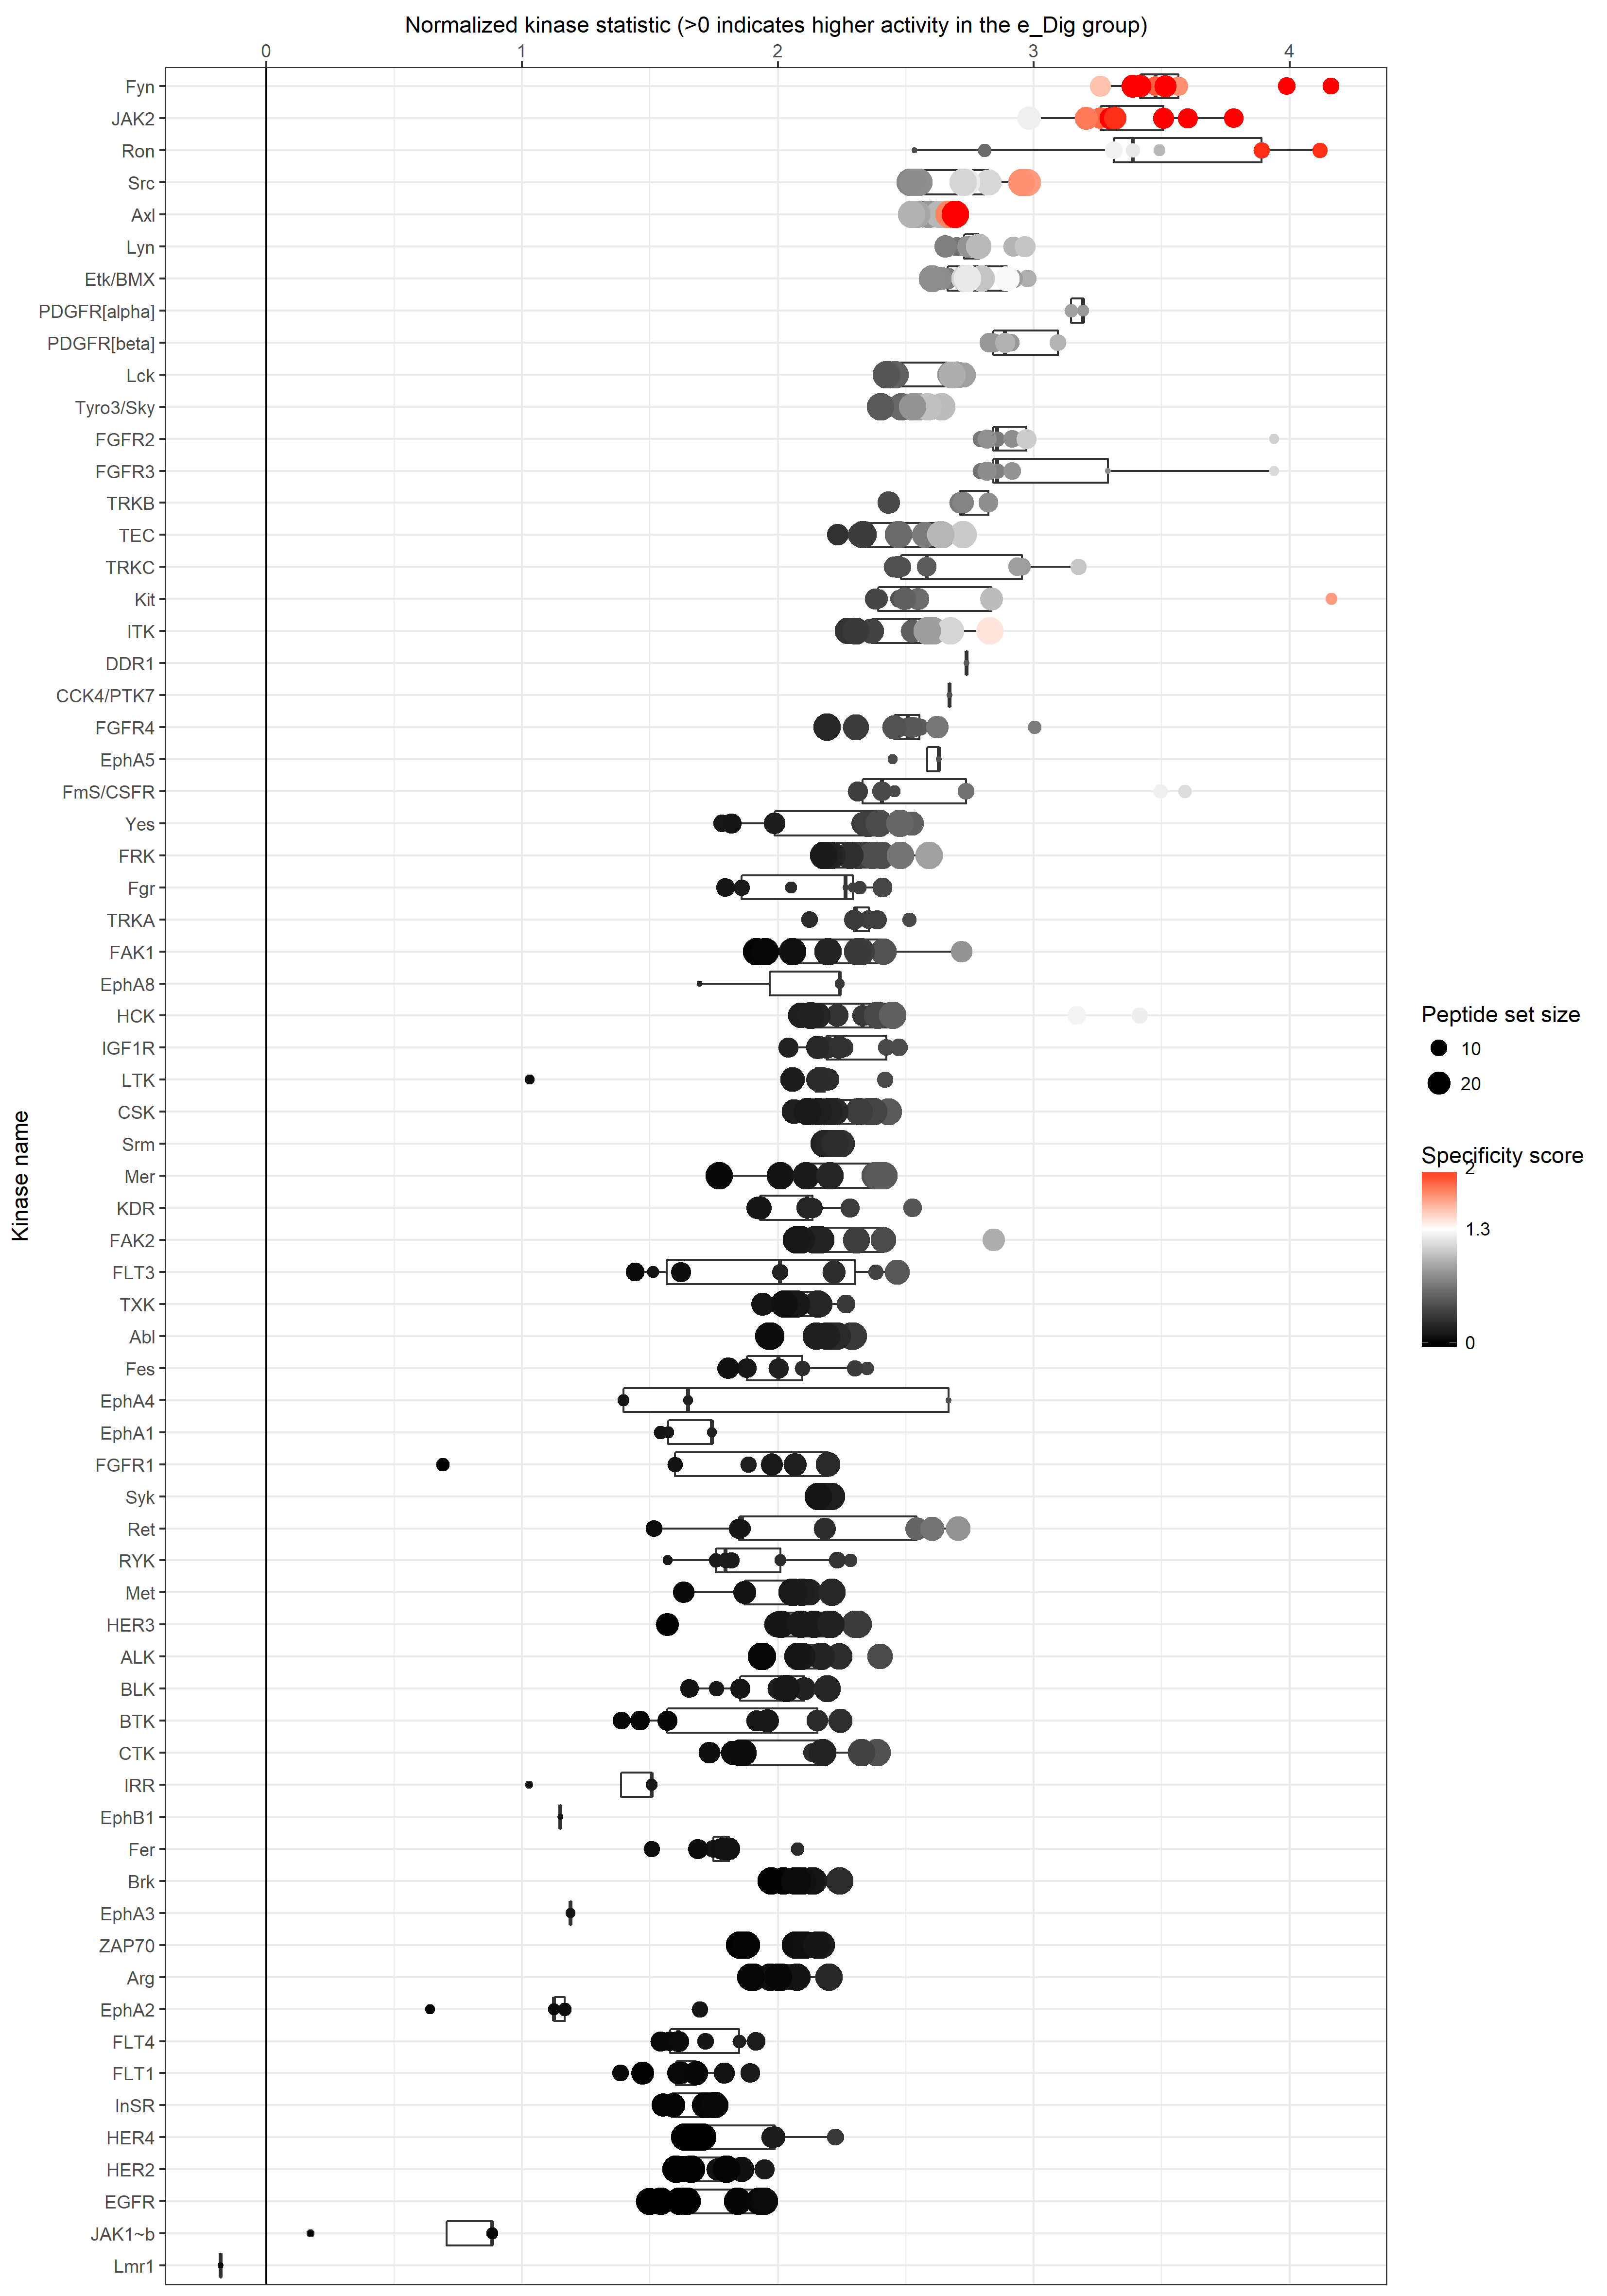 Normalized kinase statistic (>0 indicates higher activity in the e_Dig group)
0 1 2 3 4
Fyn
JAK2
Ron
Src
Axl
Lyn
Etk/BMX
PDGFR[alpha]
PDGFR[beta]
Lck
Tyro3/Sky
FGFR2
FGFR3
TRKB
TEC
TRKC
Kit
ITK
DDR1
CCK4/PTK7
FGFR4
EphA5
FmS/CSFR
Yes
FRK
Fgr
TRKA
FAK1
EphA8
HCK
IGF1R
LTK
CSK
Srm
Mer
KDR
FAK2
FLT3
TXK
Abl
Fes
EphA4
EphA1
FGFR1
Syk
Ret
RYK
Met
HER3
ALK
BLK
BTK
CTK
IRR
EphB1
Fer
Brk
EphA3
ZAP70
Arg
EphA2
FLT4
FLT1
InSR
HER4
HER2
EGFR
JAK1~b
Lmr1
Kinase name
Peptide set size
10
20
Specificity score
2
1.3
0